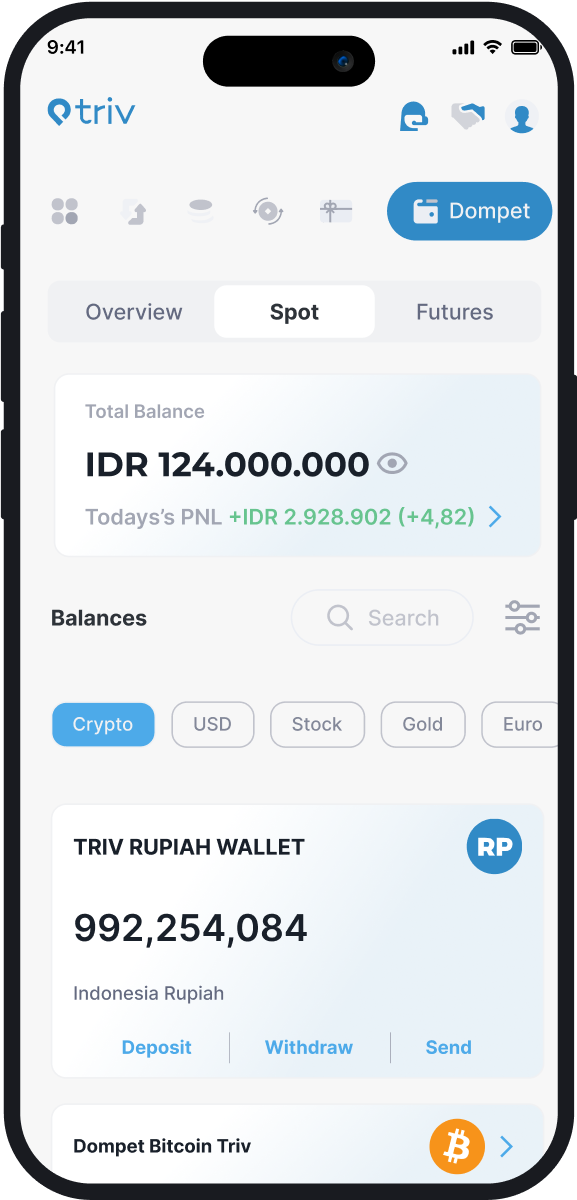 9:41
triv
Dompet
Overview Spot Futures
Total Balance
IDR 124.000.000
Todays’s PNL +IDR 2.928.902 (+4,82)
Balances Search
Crypto USD Stock Gold Euro
TRIV RUPIAH WALLET RP
992,254,084
Indonesia Rupiah
Deposit Withdraw Send
Dompet Bitcoin Triv